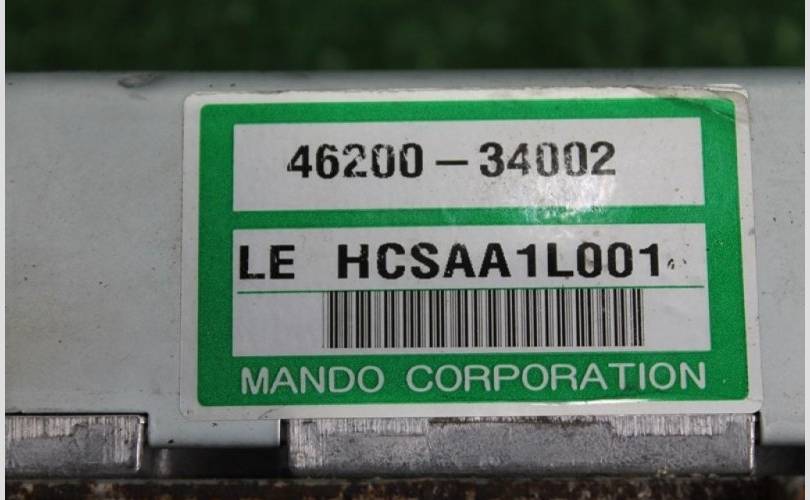 46200-34002
LE HCSAA1L001
MANDO CORPORATION